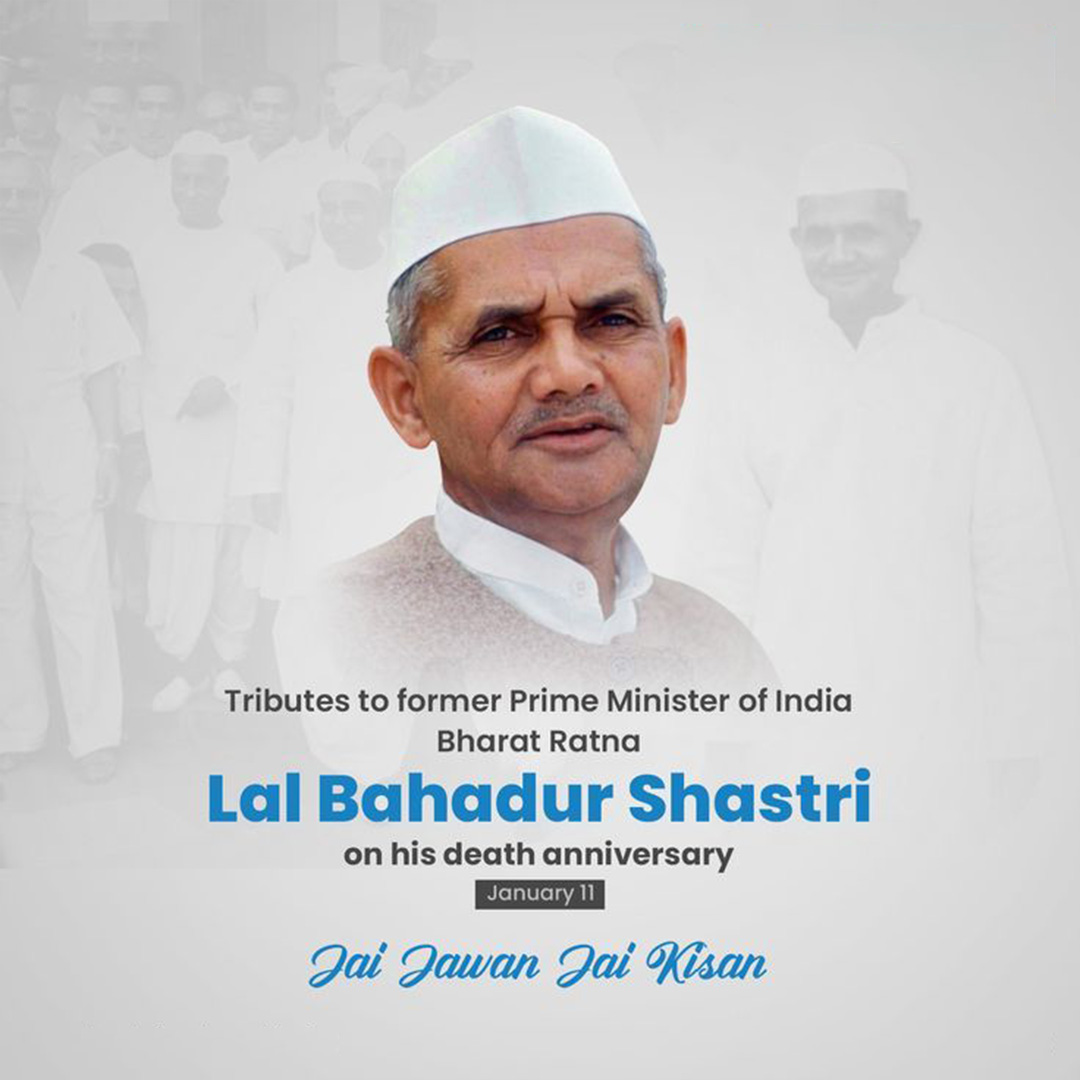 Tributes to former Prime Minister of India
Bharat Ratna
Lal Bahadur Shastri
on his death anniversary
January 11
Jai Jawan Jai Kisan